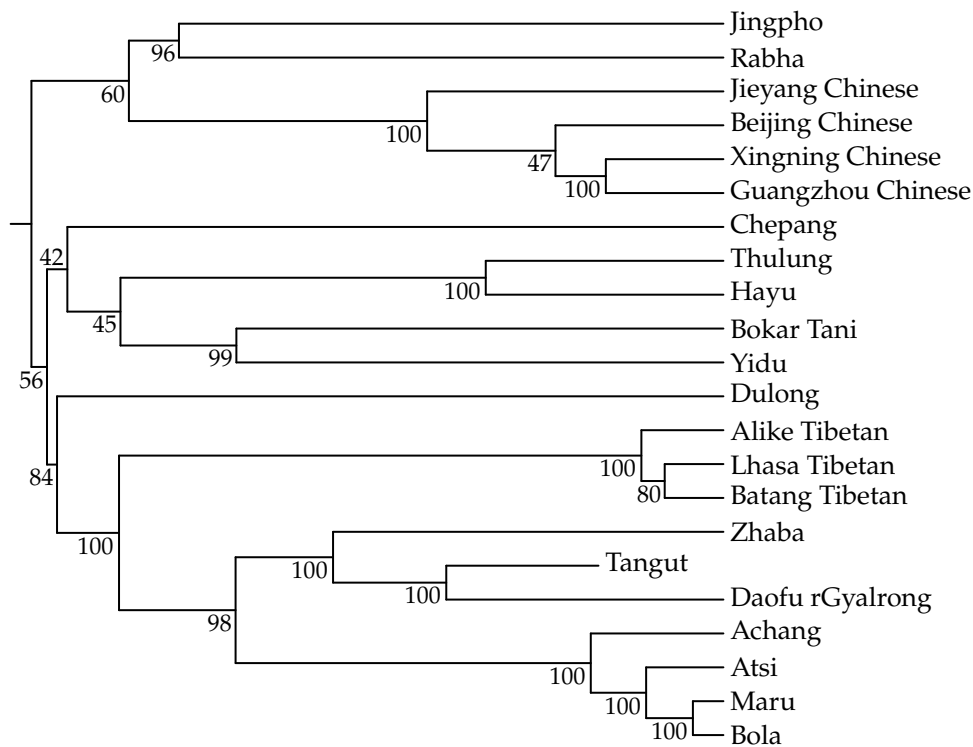 Jingpho
96
Rabha
60
Jieyang Chinese
100
Beijing Chinese
47
Xingning Chinese
100
Guangzhou Chinese
Chepang
42
Thulung
100
Hayu
45
Bokar Tani
99
Yidu
56
Dulong
Alike Tibetan
100
Lhasa Tibetan
84
80
Batang Tibetan
Zhaba
100
100
Tangut
100
Daofu rGyalrong
98
Achang
100
Atsi
100
Maru
100
Bola